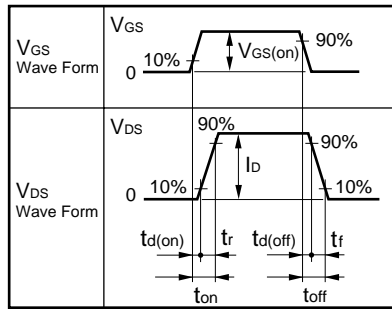 VGS
Wave Form
VGS
10%
90%
VGS(on)
0
VDS
Wave Form
VDS
90%
90%
ID
10%
10%
0
td(on) tr td(off) tf
ton toff